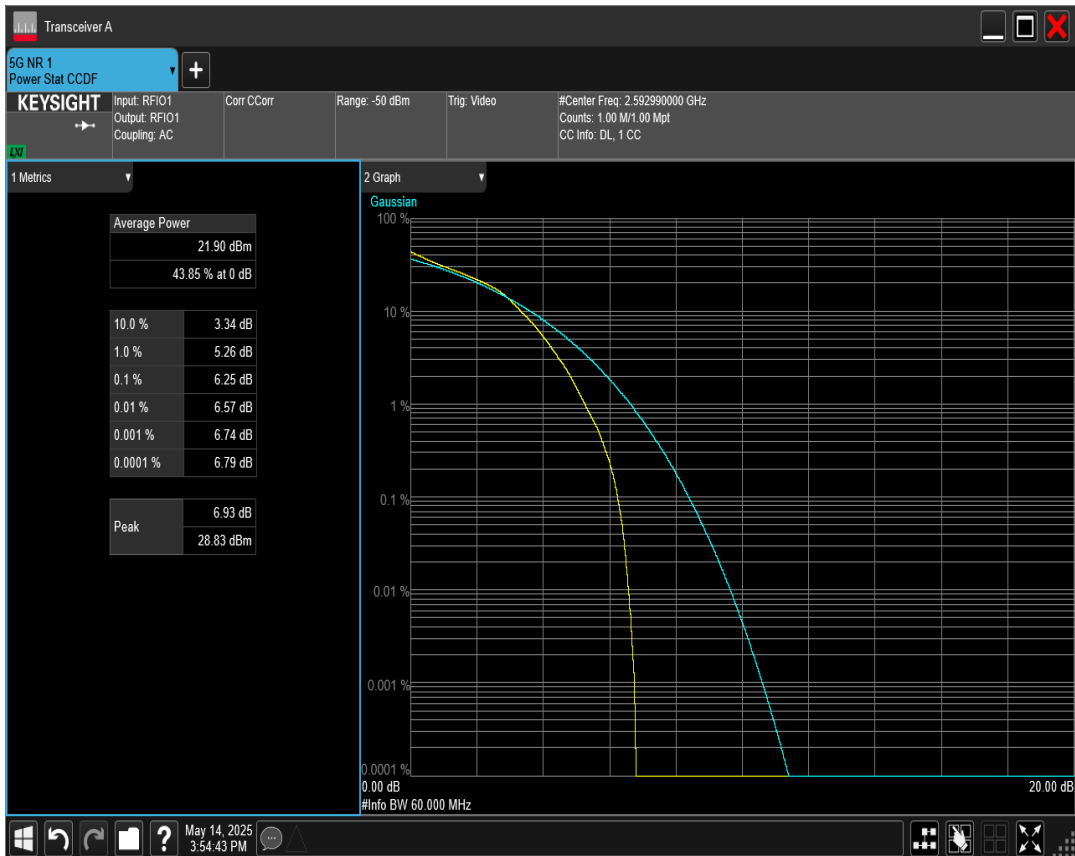 Transceiver A
5G NR 1
Power Stat CCDF
KEYSIGHT
LXI
Input: RFIO1
Output: RFIO1
Coupling: AC
Corr CCorr
Range: -50 dBm
Trig: Video
#Center Freq: 2.592990000 GHz
Counts: 1.00 M/1.00 Mpt
CC Info: DL, 1 CC
1 Metrics
Average Power
21.90 dBm
43.85 % at 0 dB
10.0 % 3.34 dB
1.0 % 5.26 dB
0.1 % 6.25 dB
0.01 % 6.57 dB
0.001 % 6.74 dB
0.0001 % 6.79 dB
Peak
6.93 dB
28.83 dBm
2 Graph
Gaussian
100 %
10 %
1 %
0.1 %
0.01 %
0.001 %
0.0001 %
0.00 dB 20.00 dB
#Info BW 60.000 MHz
May 14, 2025
3:54:43 PM